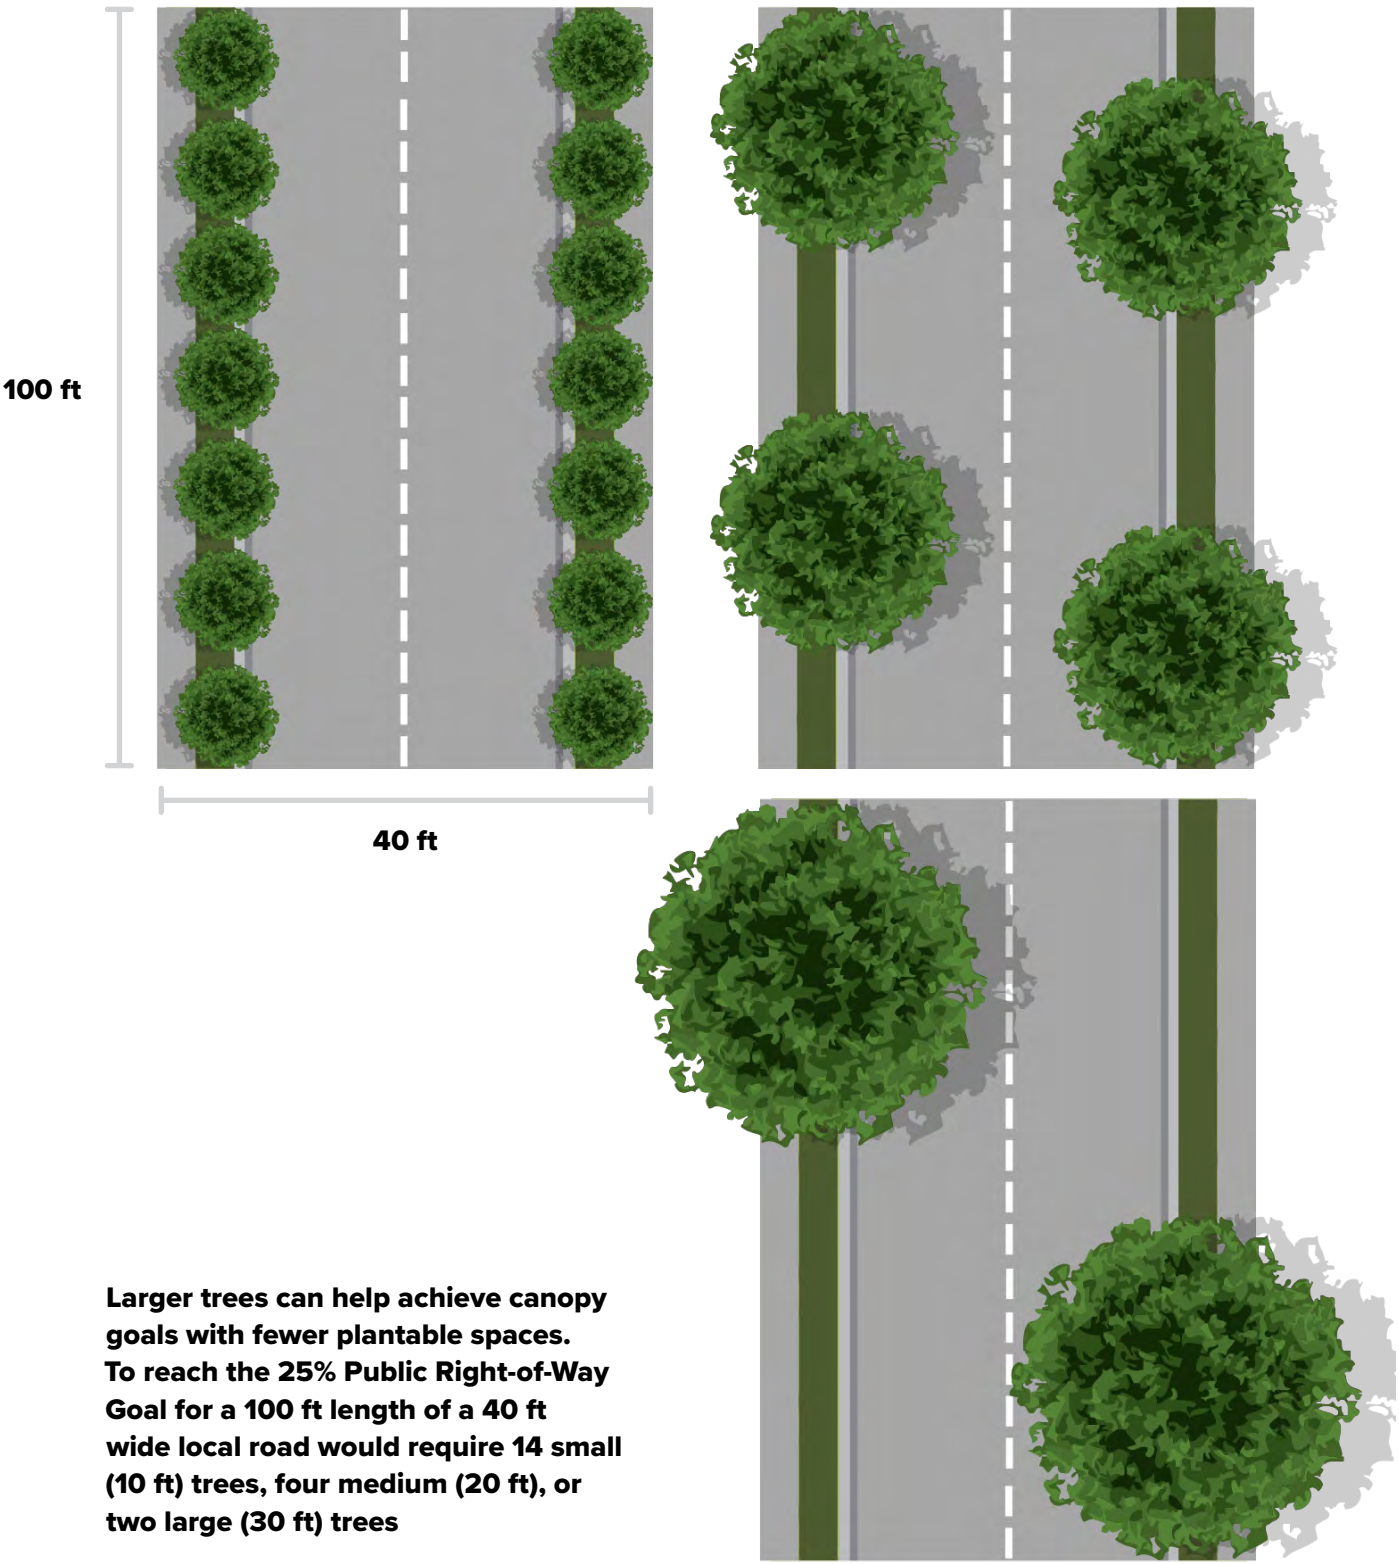 100 ft
40 ft
Larger trees can help achieve canopy
goals with fewer plantable spaces.
To reach the 25% Public Right-of-Way
Goal for a 100 ft length of a 40 ft
wide local road would require 14 small
(10 ft) trees, four medium (20 ft), or
two large (30 ft) trees